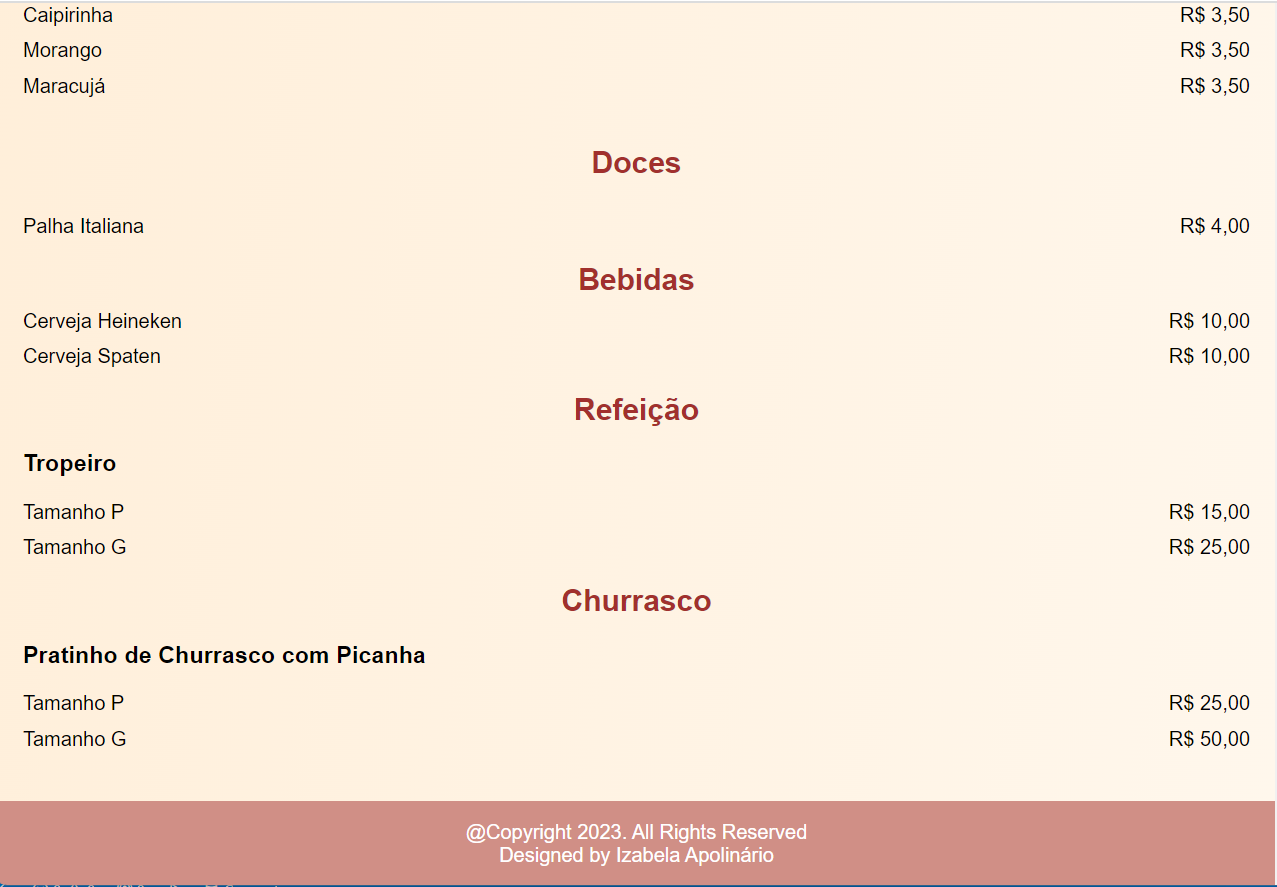 Caipirinha R$ 3,50
Morango R$ 3,50
Maracujá R$ 3,50
Doces
Palha Italiana R$ 4,00
Bebidas
Cerveja Heineken R$ 10,00
Cerveja Spaten R$ 10,00
Refeição
Tropeiro
Tamanho P R$ 15,00
Tamanho G R$ 25,00
Churrasco
Pratinho de Churrasco com Picanha
Tamanho P R$ 25,00
Tamanho G R$ 50,00
@Copyright 2023. All Rights Reserved
Designed by Izabela Apolinário